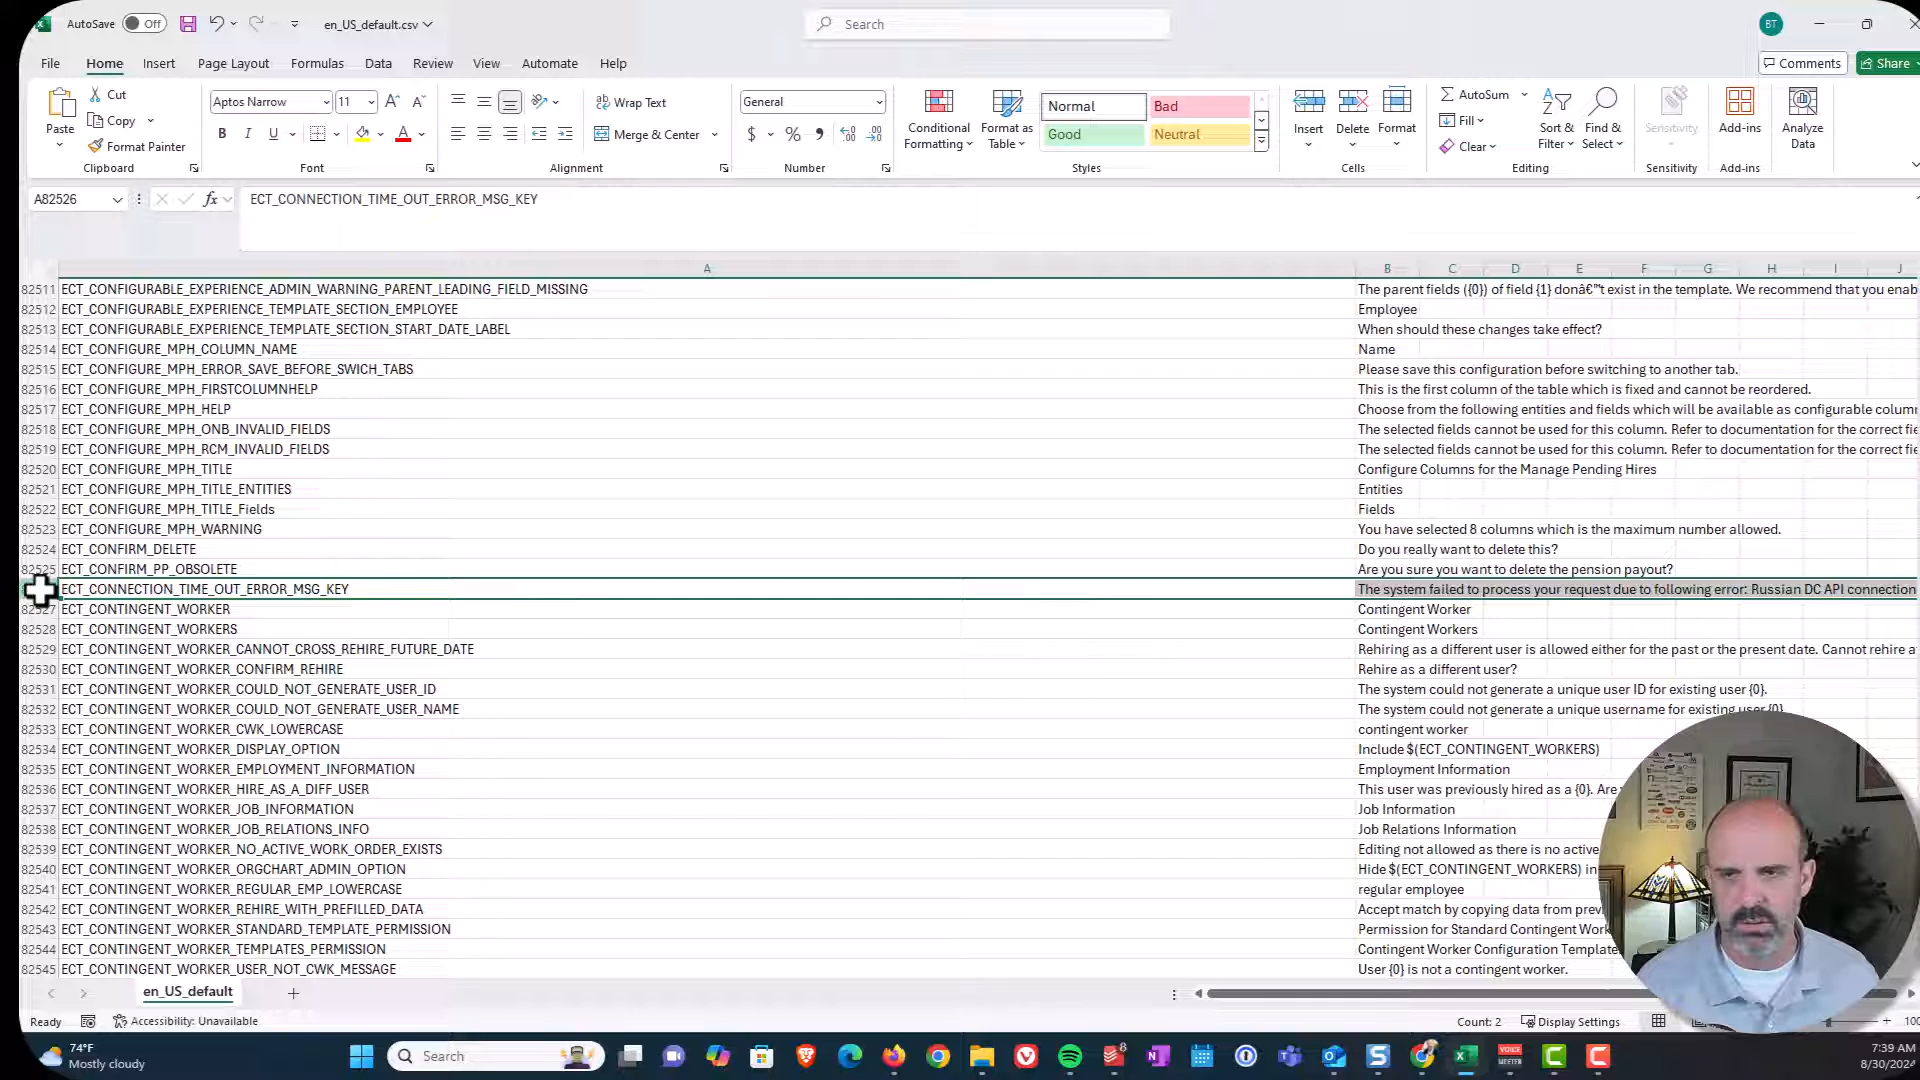 AutoSave Off en_US_default.csv Search BT
File Home Insert Page Layout Formulas Data Review View Automate Help Comments Share
Paste Cut Copy Format Painter Clipboard
Aptos Narrow 11 B I U Font
Wrap Text Merge & Center Alignment
General $ % Number
Conditional Formatting Format as Table Normal Bad Good Neutral Styles
Insert Delete Format Cells
AutoSum Fill Clear Sort & Filter Find & Select Editing
Sensitivity Sensitivity
Add-ins Add-ins
Analyze Data
A82526 fx ECT_CONNECTION_TIME_OUT_ERROR_MSG_KEY
A B C D E F G H I J
82511 ECT_CONFIGURABLE_EXPERIENCE_ADMIN_WARNING_PARENT_LEADING_FIELD_MISSING The parent fields ({0}) of field {1} donâ€™t exist in the template. We recommend that you enab
82512 ECT_CONFIGURABLE_EXPERIENCE_TEMPLATE_SECTION_EMPLOYEE Employee
82513 ECT_CONFIGURABLE_EXPERIENCE_TEMPLATE_SECTION_START_DATE_LABEL When should these changes take effect?
82514 ECT_CONFIGURE_MPH_COLUMN_NAME Name
82515 ECT_CONFIGURE_MPH_ERROR_SAVE_BEFORE_SWICH_TABS Please save this configuration before switching to another tab.
82516 ECT_CONFIGURE_MPH_FIRSTCOLUMNHELP This is the first column of the table which is fixed and cannot be reordered.
82517 ECT_CONFIGURE_MPH_HELP Choose from the following entities and fields which will be available as configurable colum
82518 ECT_CONFIGURE_MPH_ONB_INVALID_FIELDS The selected fields cannot be used for this column. Refer to documentation for the correct fie
82519 ECT_CONFIGURE_MPH_RCM_INVALID_FIELDS The selected fields cannot be used for this column. Refer to documentation for the correct fie
82520 ECT_CONFIGURE_MPH_TITLE Configure Columns for the Manage Pending Hires
82521 ECT_CONFIGURE_MPH_TITLE_ENTITIES Entities
82522 ECT_CONFIGURE_MPH_TITLE_Fields Fields
82523 ECT_CONFIGURE_MPH_WARNING You have selected 8 columns which is the maximum number allowed.
82524 ECT_CONFIRM_DELETE Do you really want to delete this?
82525 ECT_CONFIRM_PP_OBSOLETE Are you sure you want to delete the pension payout?
ECT_CONNECTION_TIME_OUT_ERROR_MSG_KEY The system failed to process your request due to following error: Russian DC API connection
82527 ECT_CONTINGENT_WORKER Contingent Worker
82528 ECT_CONTINGENT_WORKERS Contingent Workers
82529 ECT_CONTINGENT_WORKER_CANNOT_CROSS_REHIRE_FUTURE_DATE Rehiring as a different user is allowed either for the past or the present date. Cannot rehire a
82530 ECT_CONTINGENT_WORKER_CONFIRM_REHIRE Rehire as a different user?
82531 ECT_CONTINGENT_WORKER_COULD_NOT_GENERATE_USER_ID The system could not generate a unique user ID for existing user {0}.
82532 ECT_CONTINGENT_WORKER_COULD_NOT_GENERATE_USER_NAME The system could not generate a unique username for existing user {0}
82533 ECT_CONTINGENT_WORKER_CWK_LOWERCASE contingent worker
82534 ECT_CONTINGENT_WORKER_DISPLAY_OPTION Include $(ECT_CONTINGENT_WORKERS)
82535 ECT_CONTINGENT_WORKER_EMPLOYMENT_INFORMATION Employment Information
82536 ECT_CONTINGENT_WORKER_HIRE_AS_A_DIFF_USER This user was previously hired as a {0}. Are
82537 ECT_CONTINGENT_WORKER_JOB_INFORMATION Job Information
82538 ECT_CONTINGENT_WORKER_JOB_RELATIONS_INFO Job Relations Information
82539 ECT_CONTINGENT_WORKER_NO_ACTIVE_WORK_ORDER_EXISTS Editing not allowed as there is no active
82540 ECT_CONTINGENT_WORKER_ORGCHART_ADMIN_OPTION Hide $(ECT_CONTINGENT_WORKERS) in
82541 ECT_CONTINGENT_WORKER_REGULAR_EMP_LOWERCASE regular employee
82542 ECT_CONTINGENT_WORKER_REHIRE_WITH_PREFILLED_DATA Accept match by copying data from previ
82543 ECT_CONTINGENT_WORKER_STANDARD_TEMPLATE_PERMISSION Permission for Standard Contingent Work
82544 ECT_CONTINGENT_WORKER_TEMPLATES_PERMISSION Contingent Worker Configuration Template
82545 ECT_CONTINGENT_WORKER_USER_NOT_CWK_MESSAGE User {0} is not a contingent worker.
en_US_default
Ready Accessibility: Unavailable Count: 2 Display Settings 100
74°F
Mostly cloudy
Search
8
VOICE
7:39 AM
8/30/2024